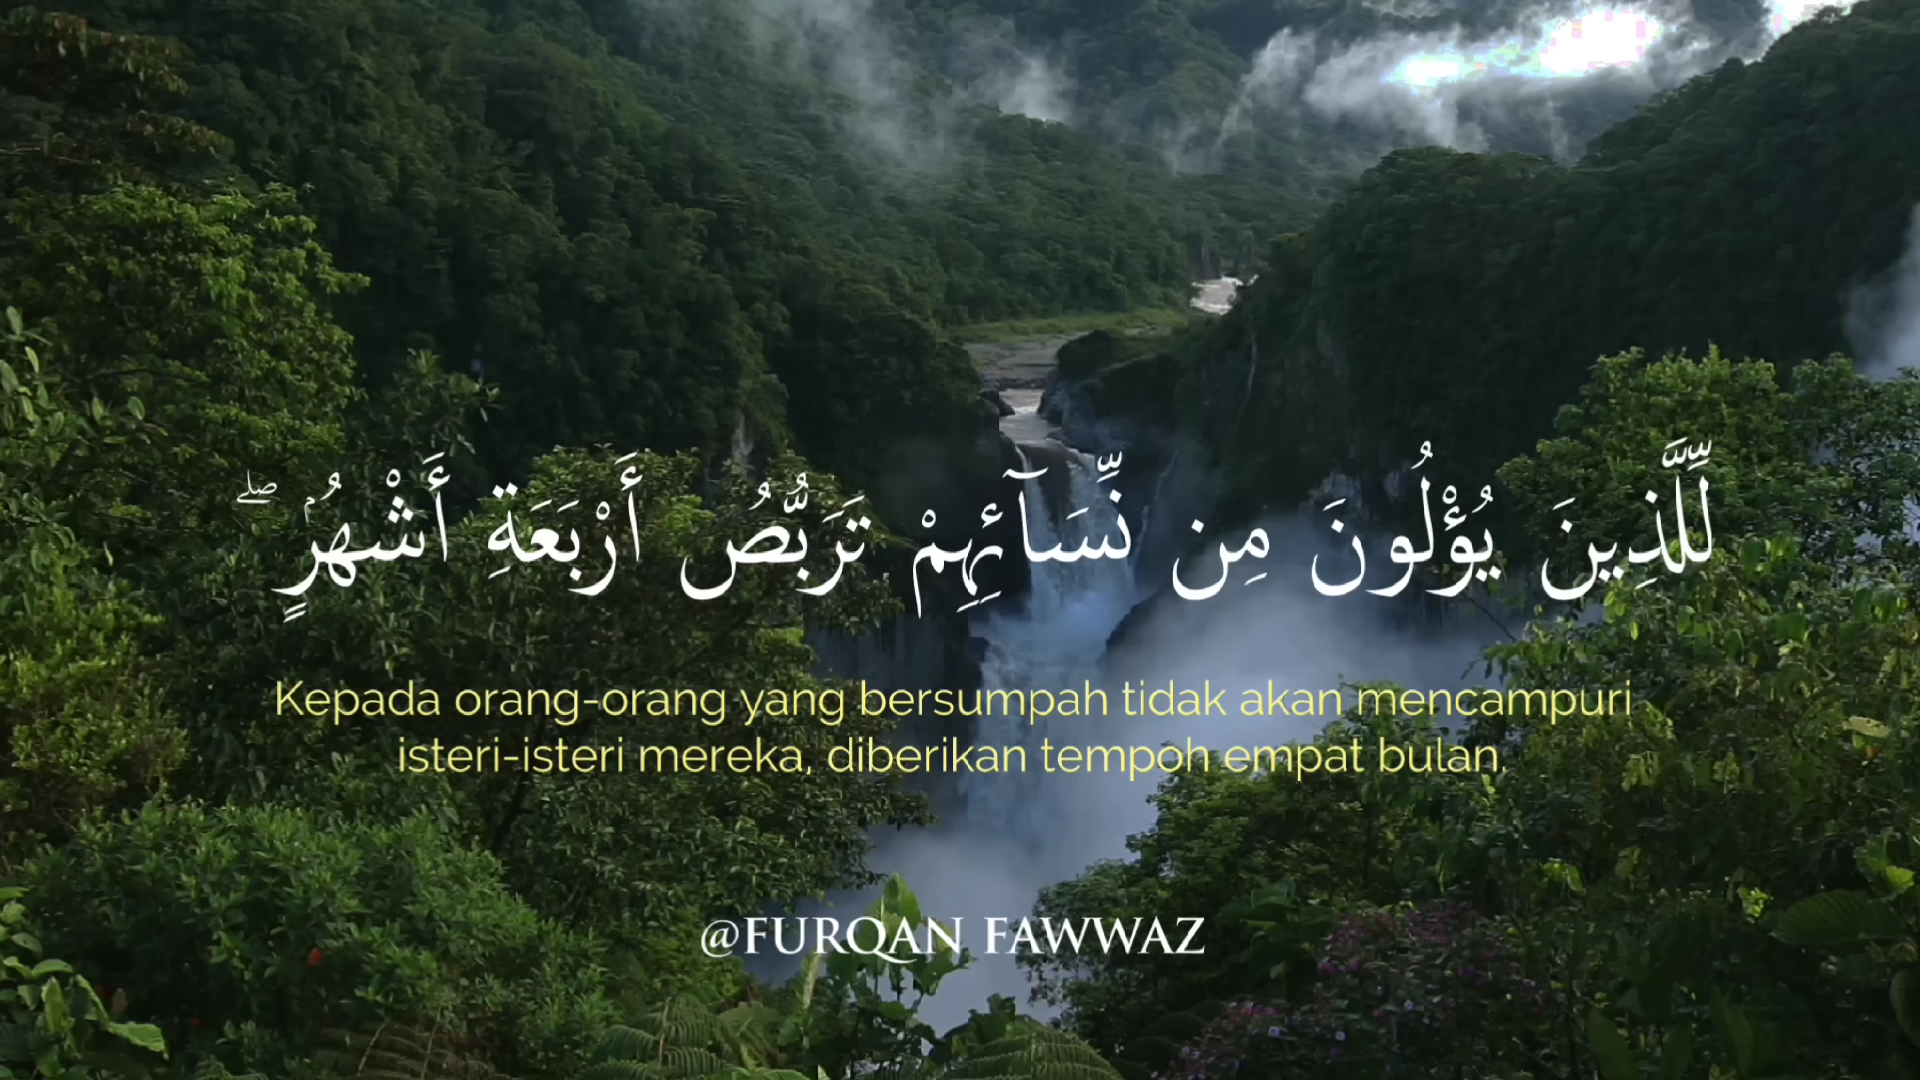 لِّلَّذِينَ يُؤْلُونَ مِن نِّسَآئِهِمْ تَرَبُّصُ أَرْبَعَةِ أَشْهُرٍۢ ۖ
Kepada orang-orang yang bersumpah tidak akan mencampuri
isteri-isteri mereka, diberikan tempoh empat bulan.
@FURQAN FAWWAZ